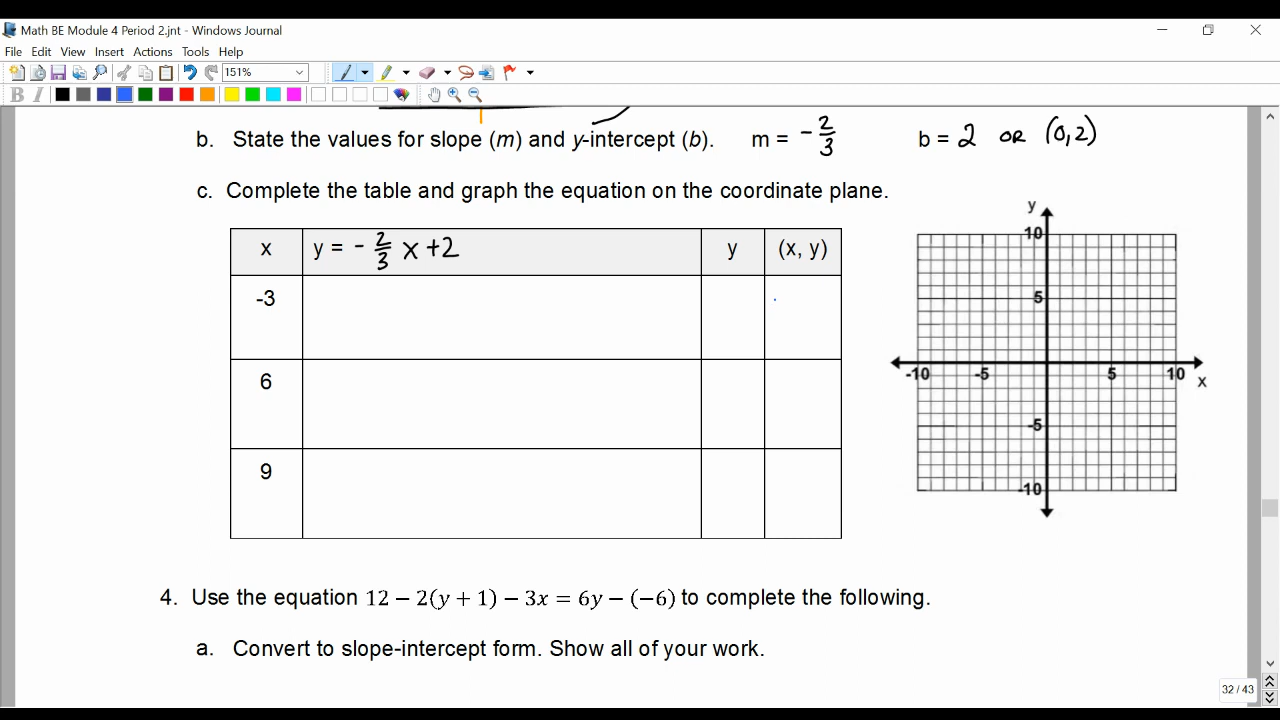 Math BE Module 4 Period 2.jnt - Windows Journal
File Edit View Insert Actions Tools Help
151%
B I
b. State the values for slope (m) and y-intercept (b). m = -2/3 b = 2 OR (0,2)
c. Complete the table and graph the equation on the coordinate plane.
x y = -2/3 x +2 y (x, y)
-3
6
9
y
10
5
-10 -5 5 10 x
-5
-10
4. Use the equation 12 − 2(y + 1) − 3x = 6y − (−6) to complete the following.
a. Convert to slope-intercept form. Show all of your work.
32 / 43